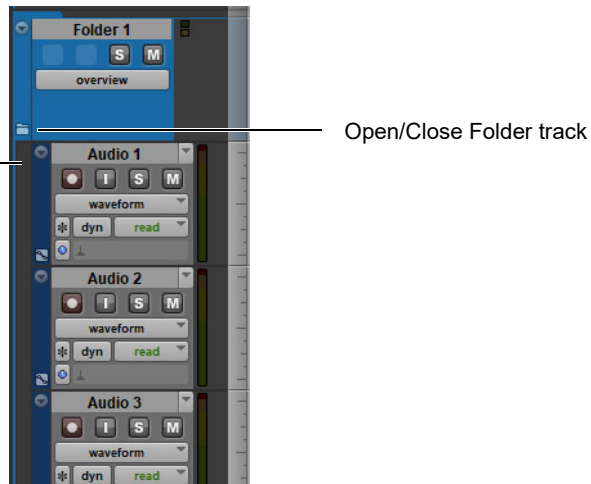 Folder 1
S M
overview
Open/Close Folder track
Audio 1
I S M
waveform
dyn read
Audio 2
I S M
waveform
dyn read
Audio 3
I S M
waveform
dyn read